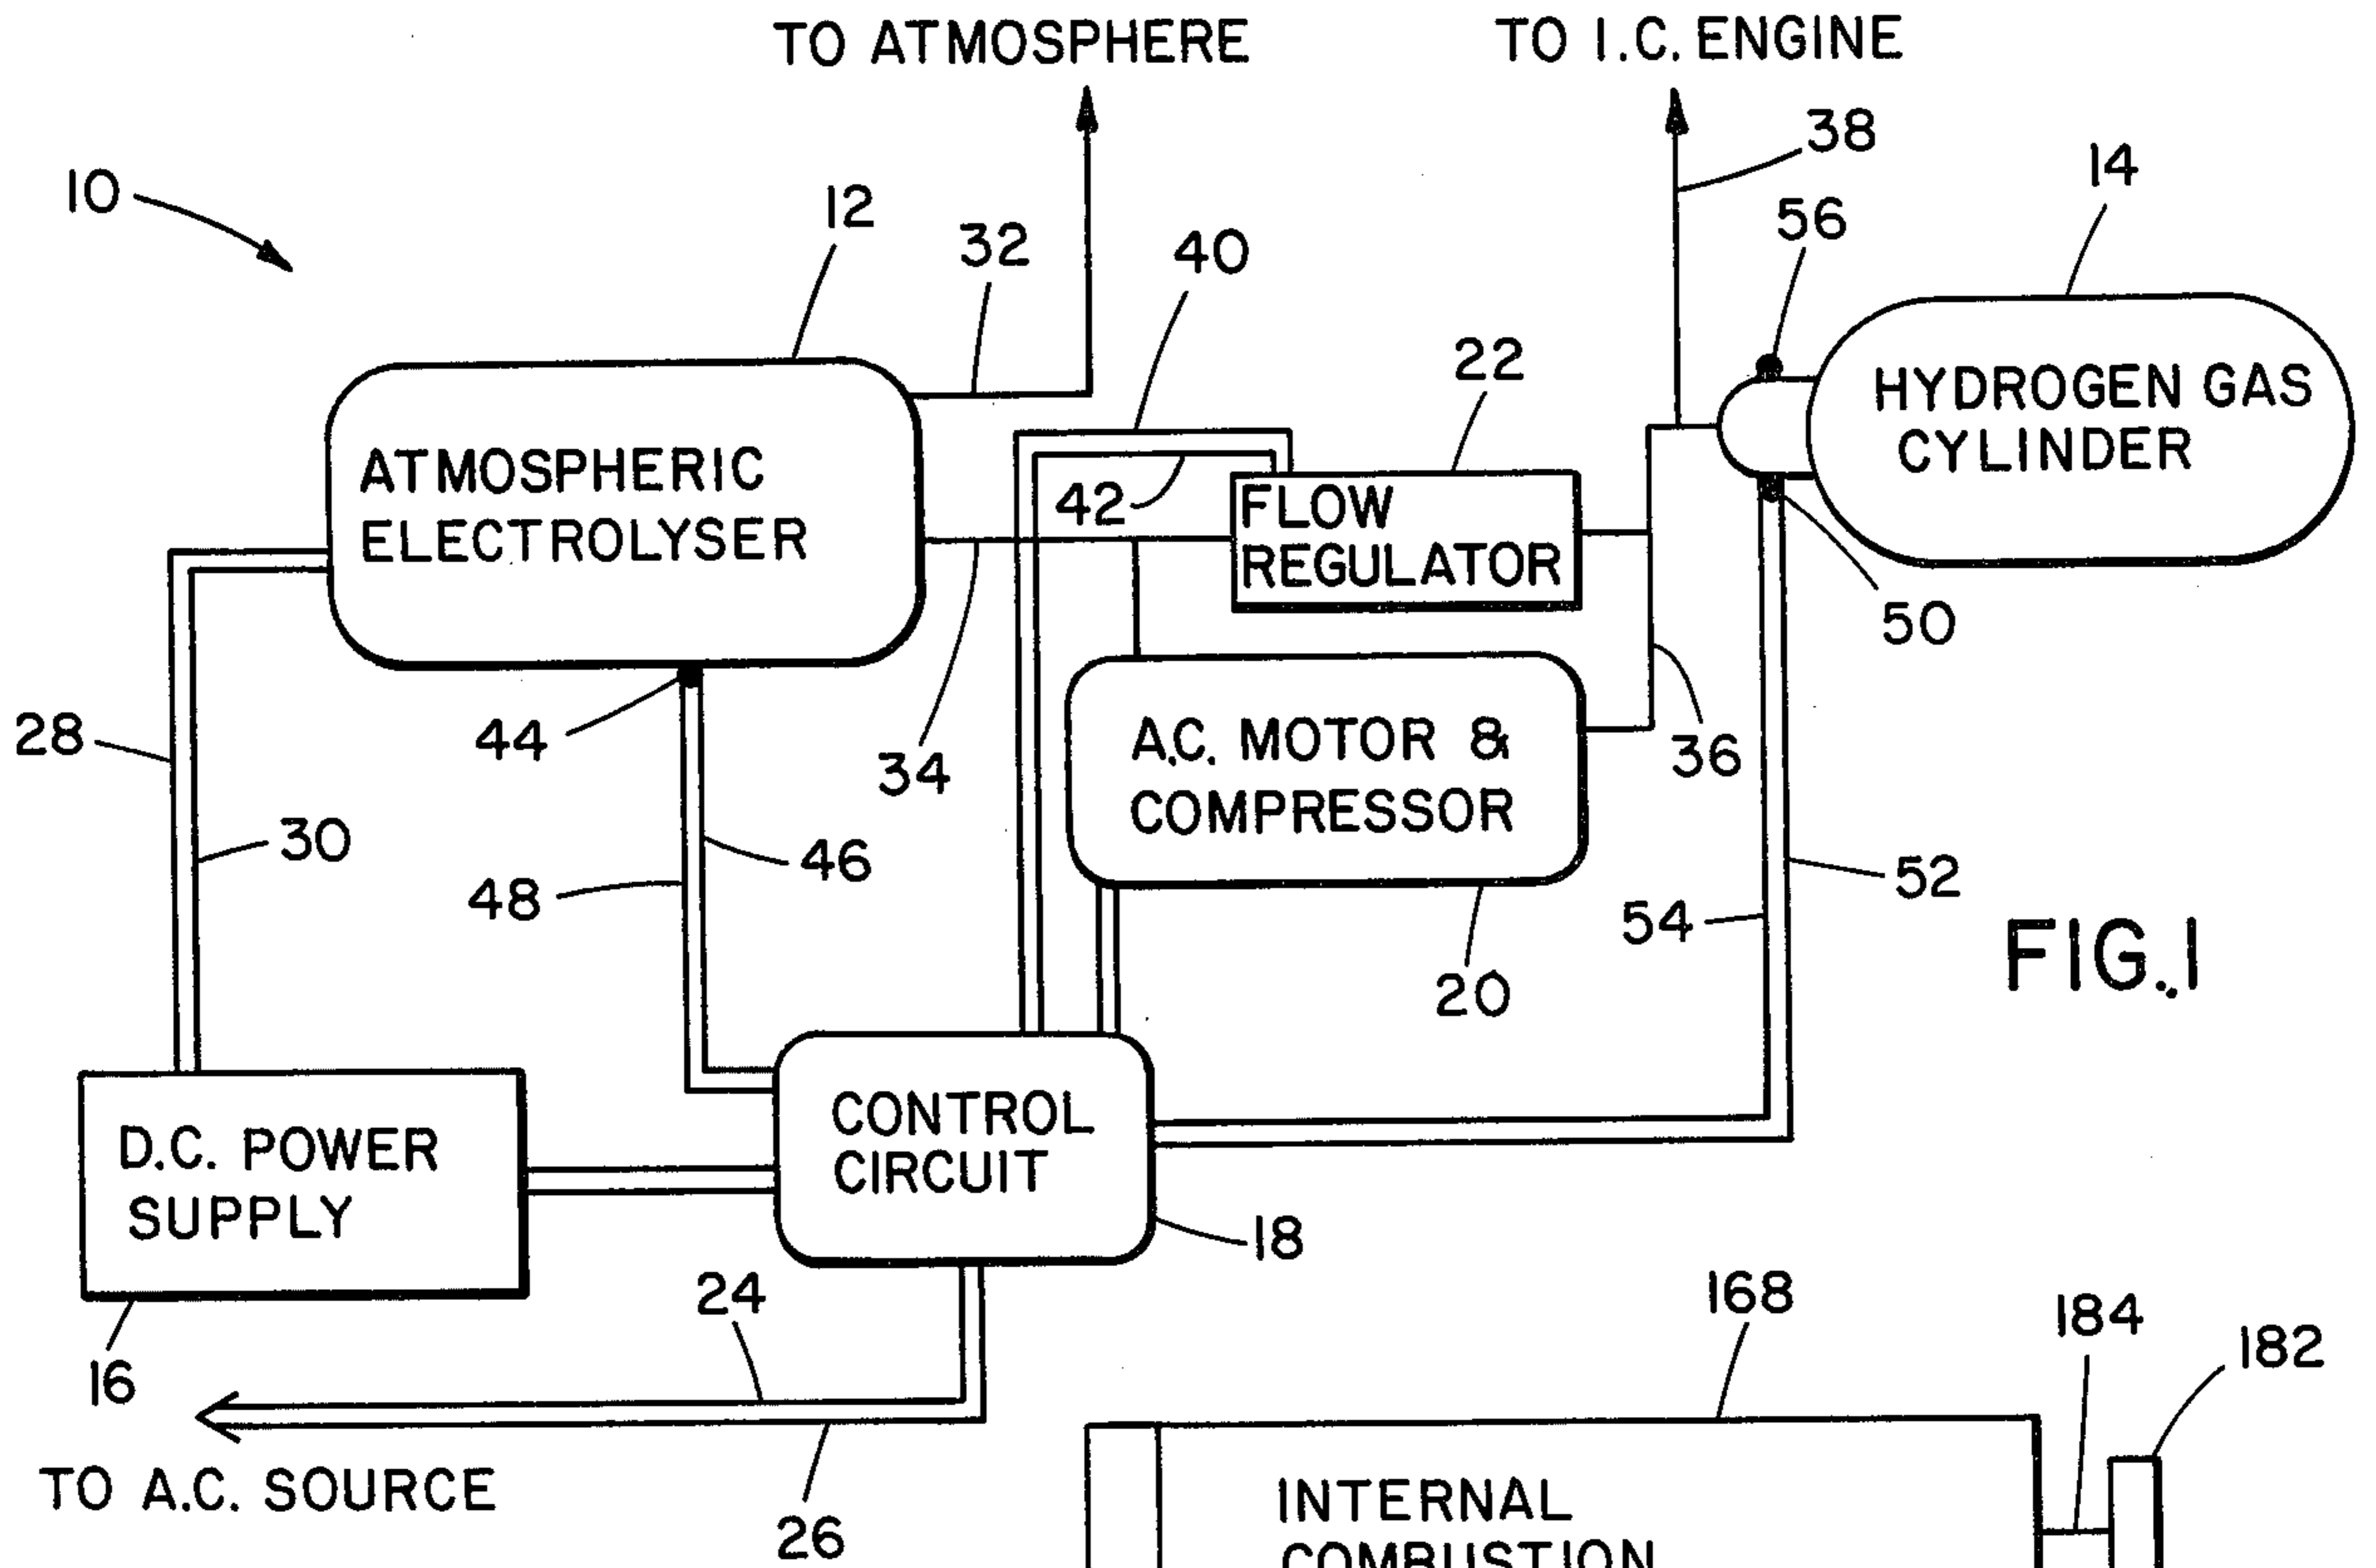 TO ATMOSPHERE
TO I.C. ENGINE
38
14
10
12
56
32
40
22
HYDROGEN GAS
CYLINDER
ATMOSPHERIC
ELECTROLYSER
42
FLOW
REGULATOR
50
28
44
34
A.C. MOTOR &
COMPRESSOR
36
30
46
48
52
54
20
FIG. 1
D.C. POWER
SUPPLY
CONTROL
CIRCUIT
18
16
24
168
184
182
TO A.C. SOURCE
26
INTERNAL
COMBUSTION